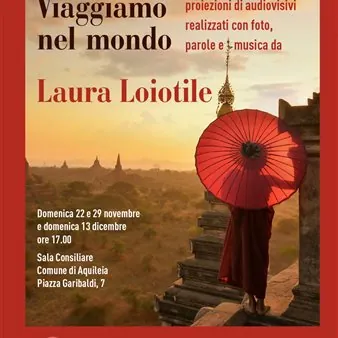 Viaggiamo
nel mondo
proiezioni di audiovisivi
realizzati con foto,
parole e musica da
Laura Loiotile
Domenica 22 e 29 novembre
e domenica 13 dicembre
ore 17.00
Sala Consiliare
Comune di Aquileia
Piazza Garibaldi, 7